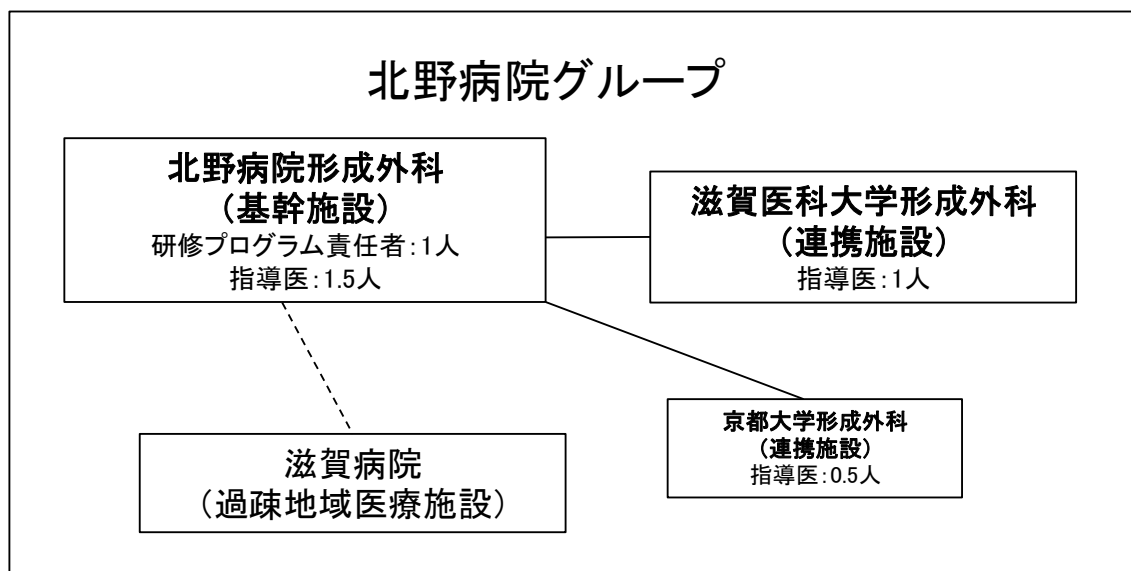 北野病院グループ
北野病院形成外科
（基幹施設）
研修プログラム責任者：1人
指導医：1.5人
滋賀医科大学形成外科
（連携施設）
指導医：1人
滋賀病院
（過疎地域医療施設）
京都大学形成外科
（連携施設）
指導医：0.5人